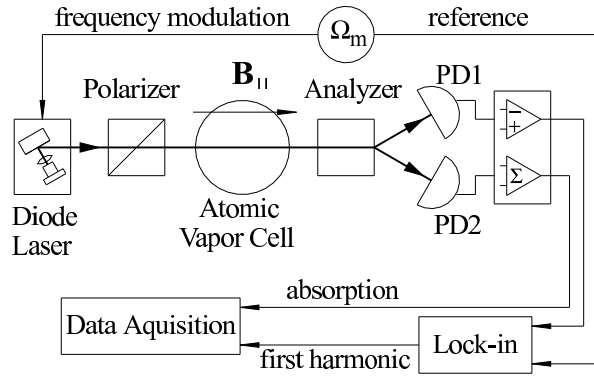 frequency modulation
Ωm
reference
Polarizer
B||
Analyzer
PD1
−
+
Σ
Diode
Laser
Atomic
Vapor Cell
PD2
absorption
Data Aquisition
first harmonic
Lock-in